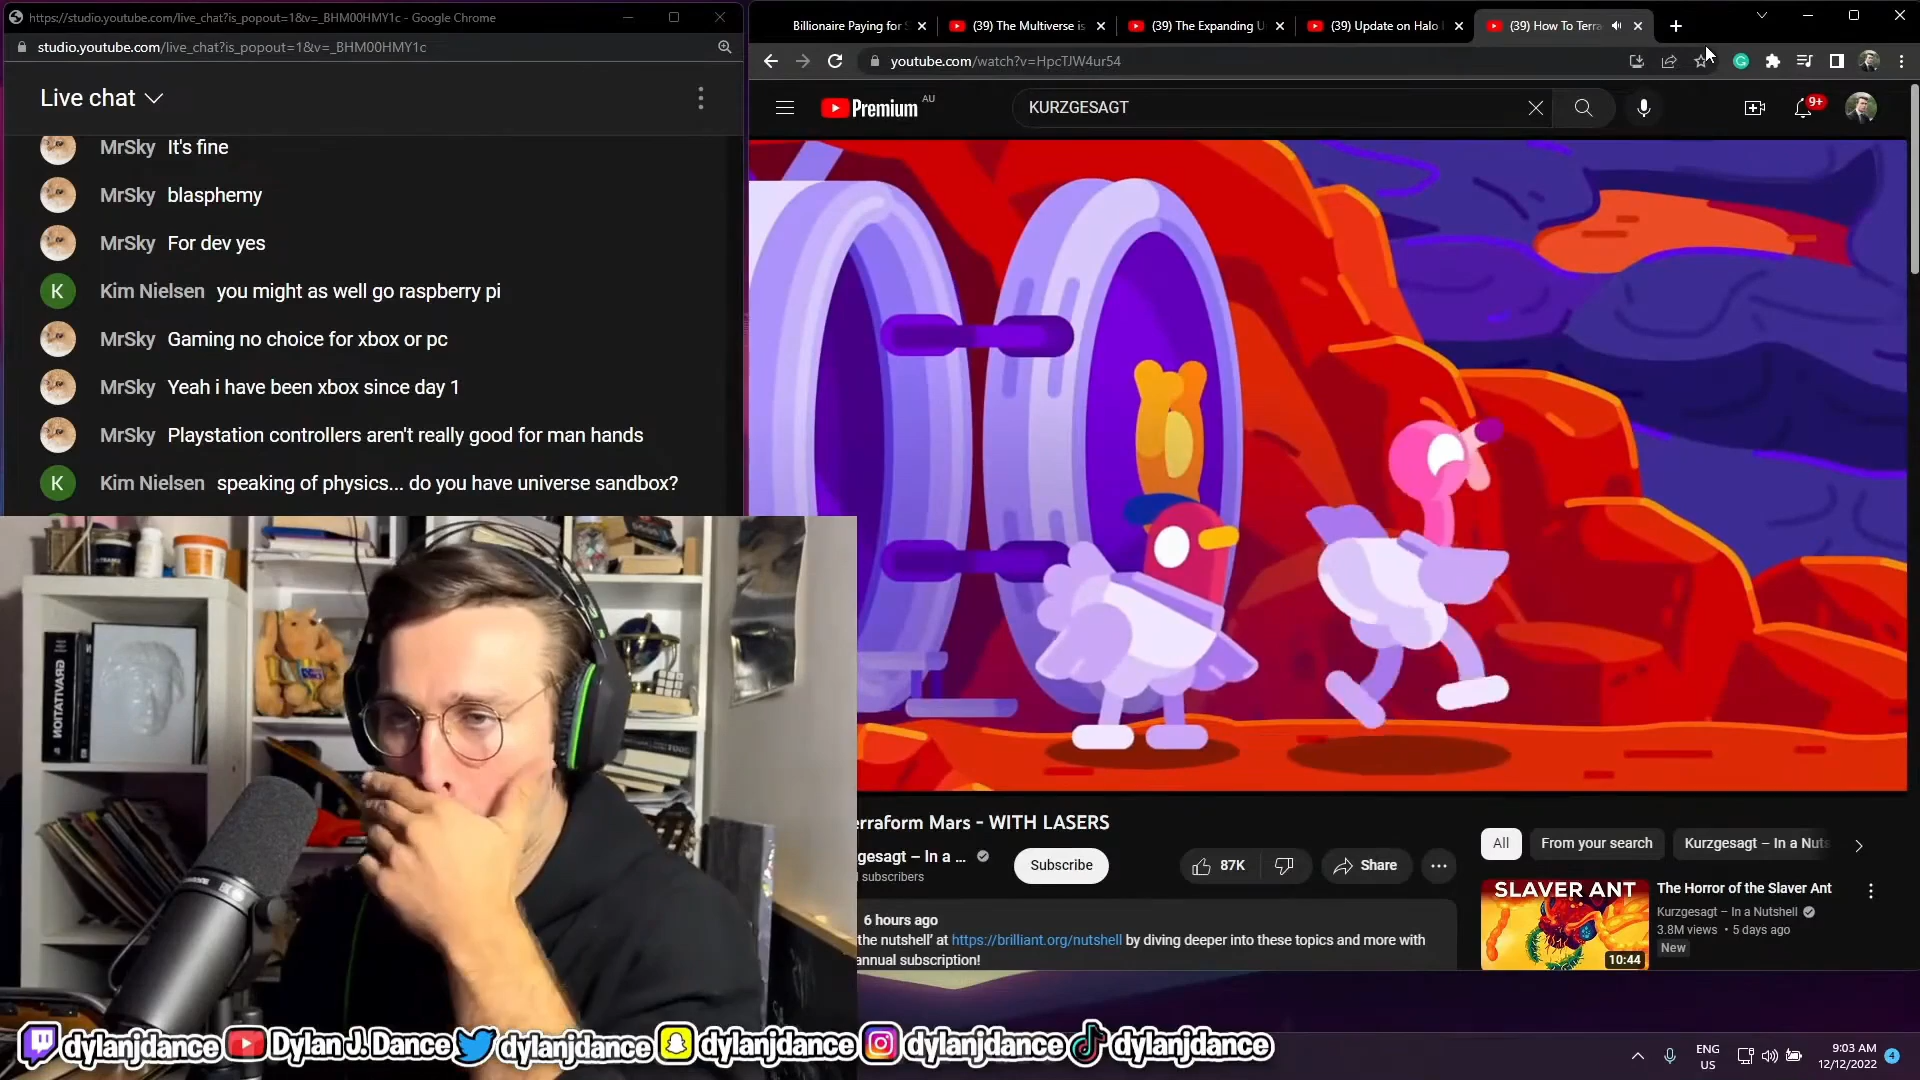 https://studio.youtube.com/live_chat?is_popout=1&v=_BHM00HMY1c - Google Chrome
studio.youtube.com/live_chat?is_popout=1&v=_BHM00HMY1c
Live chat
MrSky It's fine
MrSky blasphemy
MrSky For dev yes
K Kim Nielsen you might as well go raspberry pi
MrSky Gaming no choice for xbox or pc
MrSky Yeah i have been xbox since day 1
MrSky Playstation controllers aren't really good for man hands
K Kim Nielsen speaking of physics... do you have universe sandbox?
Billionaire Paying for
(39) The Multiverse is
(39) The Expanding U
(39) Update on Halo
(39) How To Terra
youtube.com/watch?v=HpcTJW4ur54
Premium AU
KURZGESAGT
9+
GRAVITATION
erraform Mars - WITH LASERS
gesagt – In a ...
subscribers
Subscribe
87K
Share
6 hours ago
the nutshell' at https://brilliant.org/nutshell by diving deeper into these topics and more with
annual subscription!
All
From your search
Kurzgesagt – In a Nuts
SLAVER ANT
10:44
The Horror of the Slaver Ant
Kurzgesagt – In a Nutshell
3.8M views • 5 days ago
New
dylanjdance
Dylan J. Dance
dylanjdance
dylanjdance
dylanjdance
dylanjdance
ENG
US
9:03 AM
12/12/2022
4